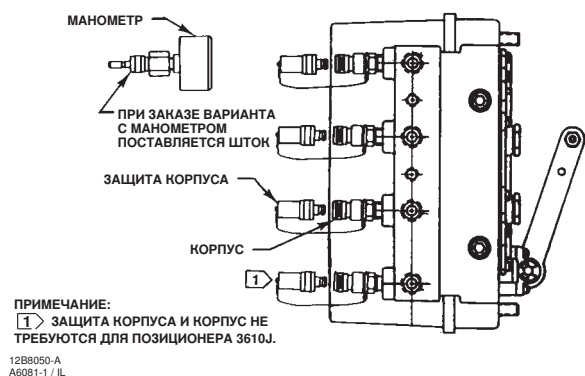 МАНОМЕТР
ПРИ ЗАКАЗЕ ВАРИАНТА
С МАНОМЕТРОМ
ПОСТАВЛЯЕТСЯ ШТОК
ЗАЩИТА КОРПУСА
КОРПУС
1
ПРИМЕЧАНИЕ:
1 ЗАЩИТА КОРПУСА И КОРПУС НЕ
ТРЕБУЮТСЯ ДЛЯ ПОЗИЦИОНЕРА 3610J.
12B8050-A
A6081-1 / IL